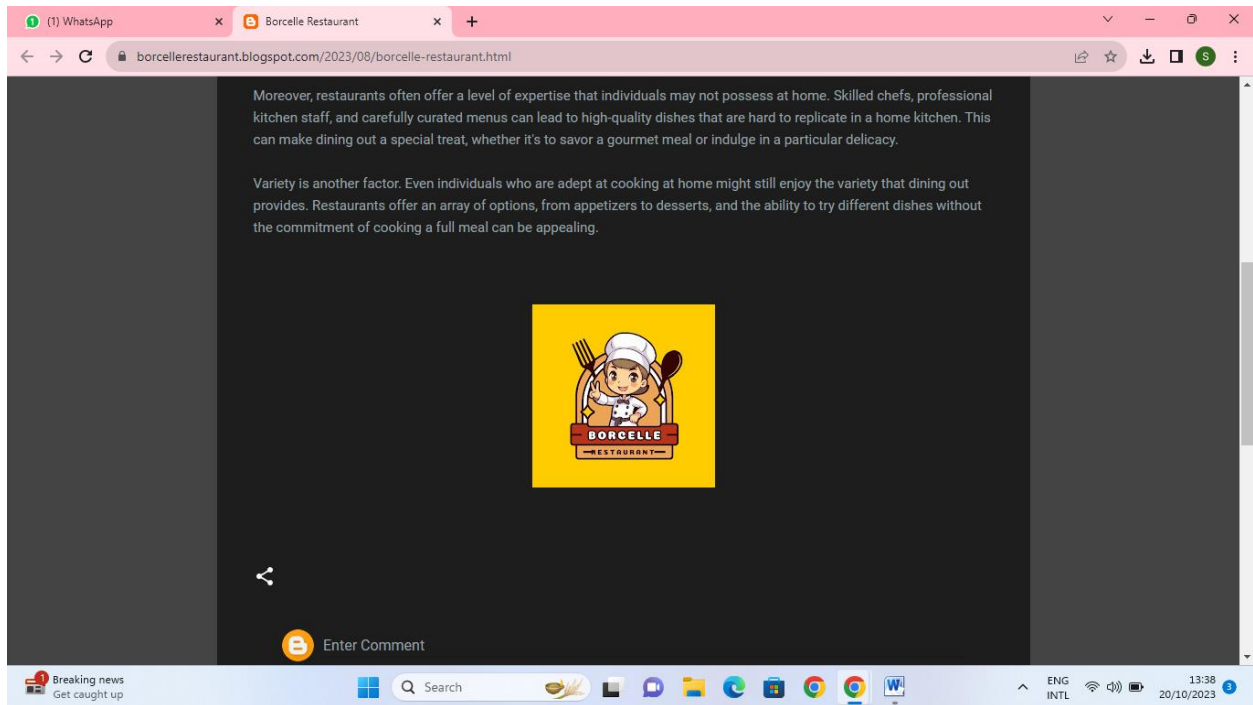 (1) WhatsApp
Borcelle Restaurant
borcellerestaurant.blogspot.com/2023/08/borcelle-restaurant.html
S
Moreover, restaurants often offer a level of expertise that individuals may not possess at home. Skilled chefs, professional
kitchen staff, and carefully curated menus can lead to high-quality dishes that are hard to replicate in a home kitchen. This
can make dining out a special treat, whether it's to savor a gourmet meal or indulge in a particular delicacy.
Variety is another factor. Even individuals who are adept at cooking at home might still enjoy the variety that dining out
provides. Restaurants offer an array of options, from appetizers to desserts, and the ability to try different dishes without
the commitment of cooking a full meal can be appealing.
BORCELLE
RESTAURANT
Enter Comment
1
Breaking news
Get caught up
Search
W
ENG
INTL
13:38
20/10/2023
3